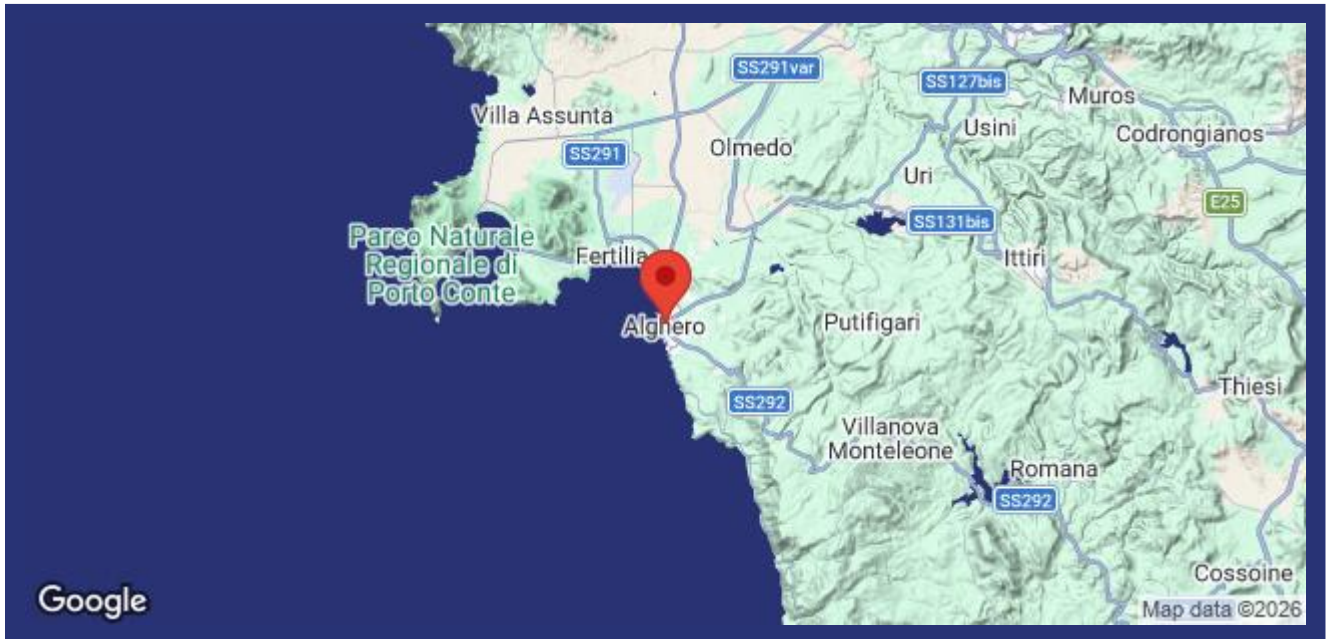 SS291var
SS127bis
Muros
Villa Assunta
Usini
Codrongianos
Olmedo
SS291
Uri
E25
SS131bis
Parco Naturale
Regionale di
Porto Conte
Fertilia
Ittiri
Alghero
Putifigari
Thiesi
SS292
Villanova
Monteleone
Romana
SS292
Cossoine
Google
Map data ©2026